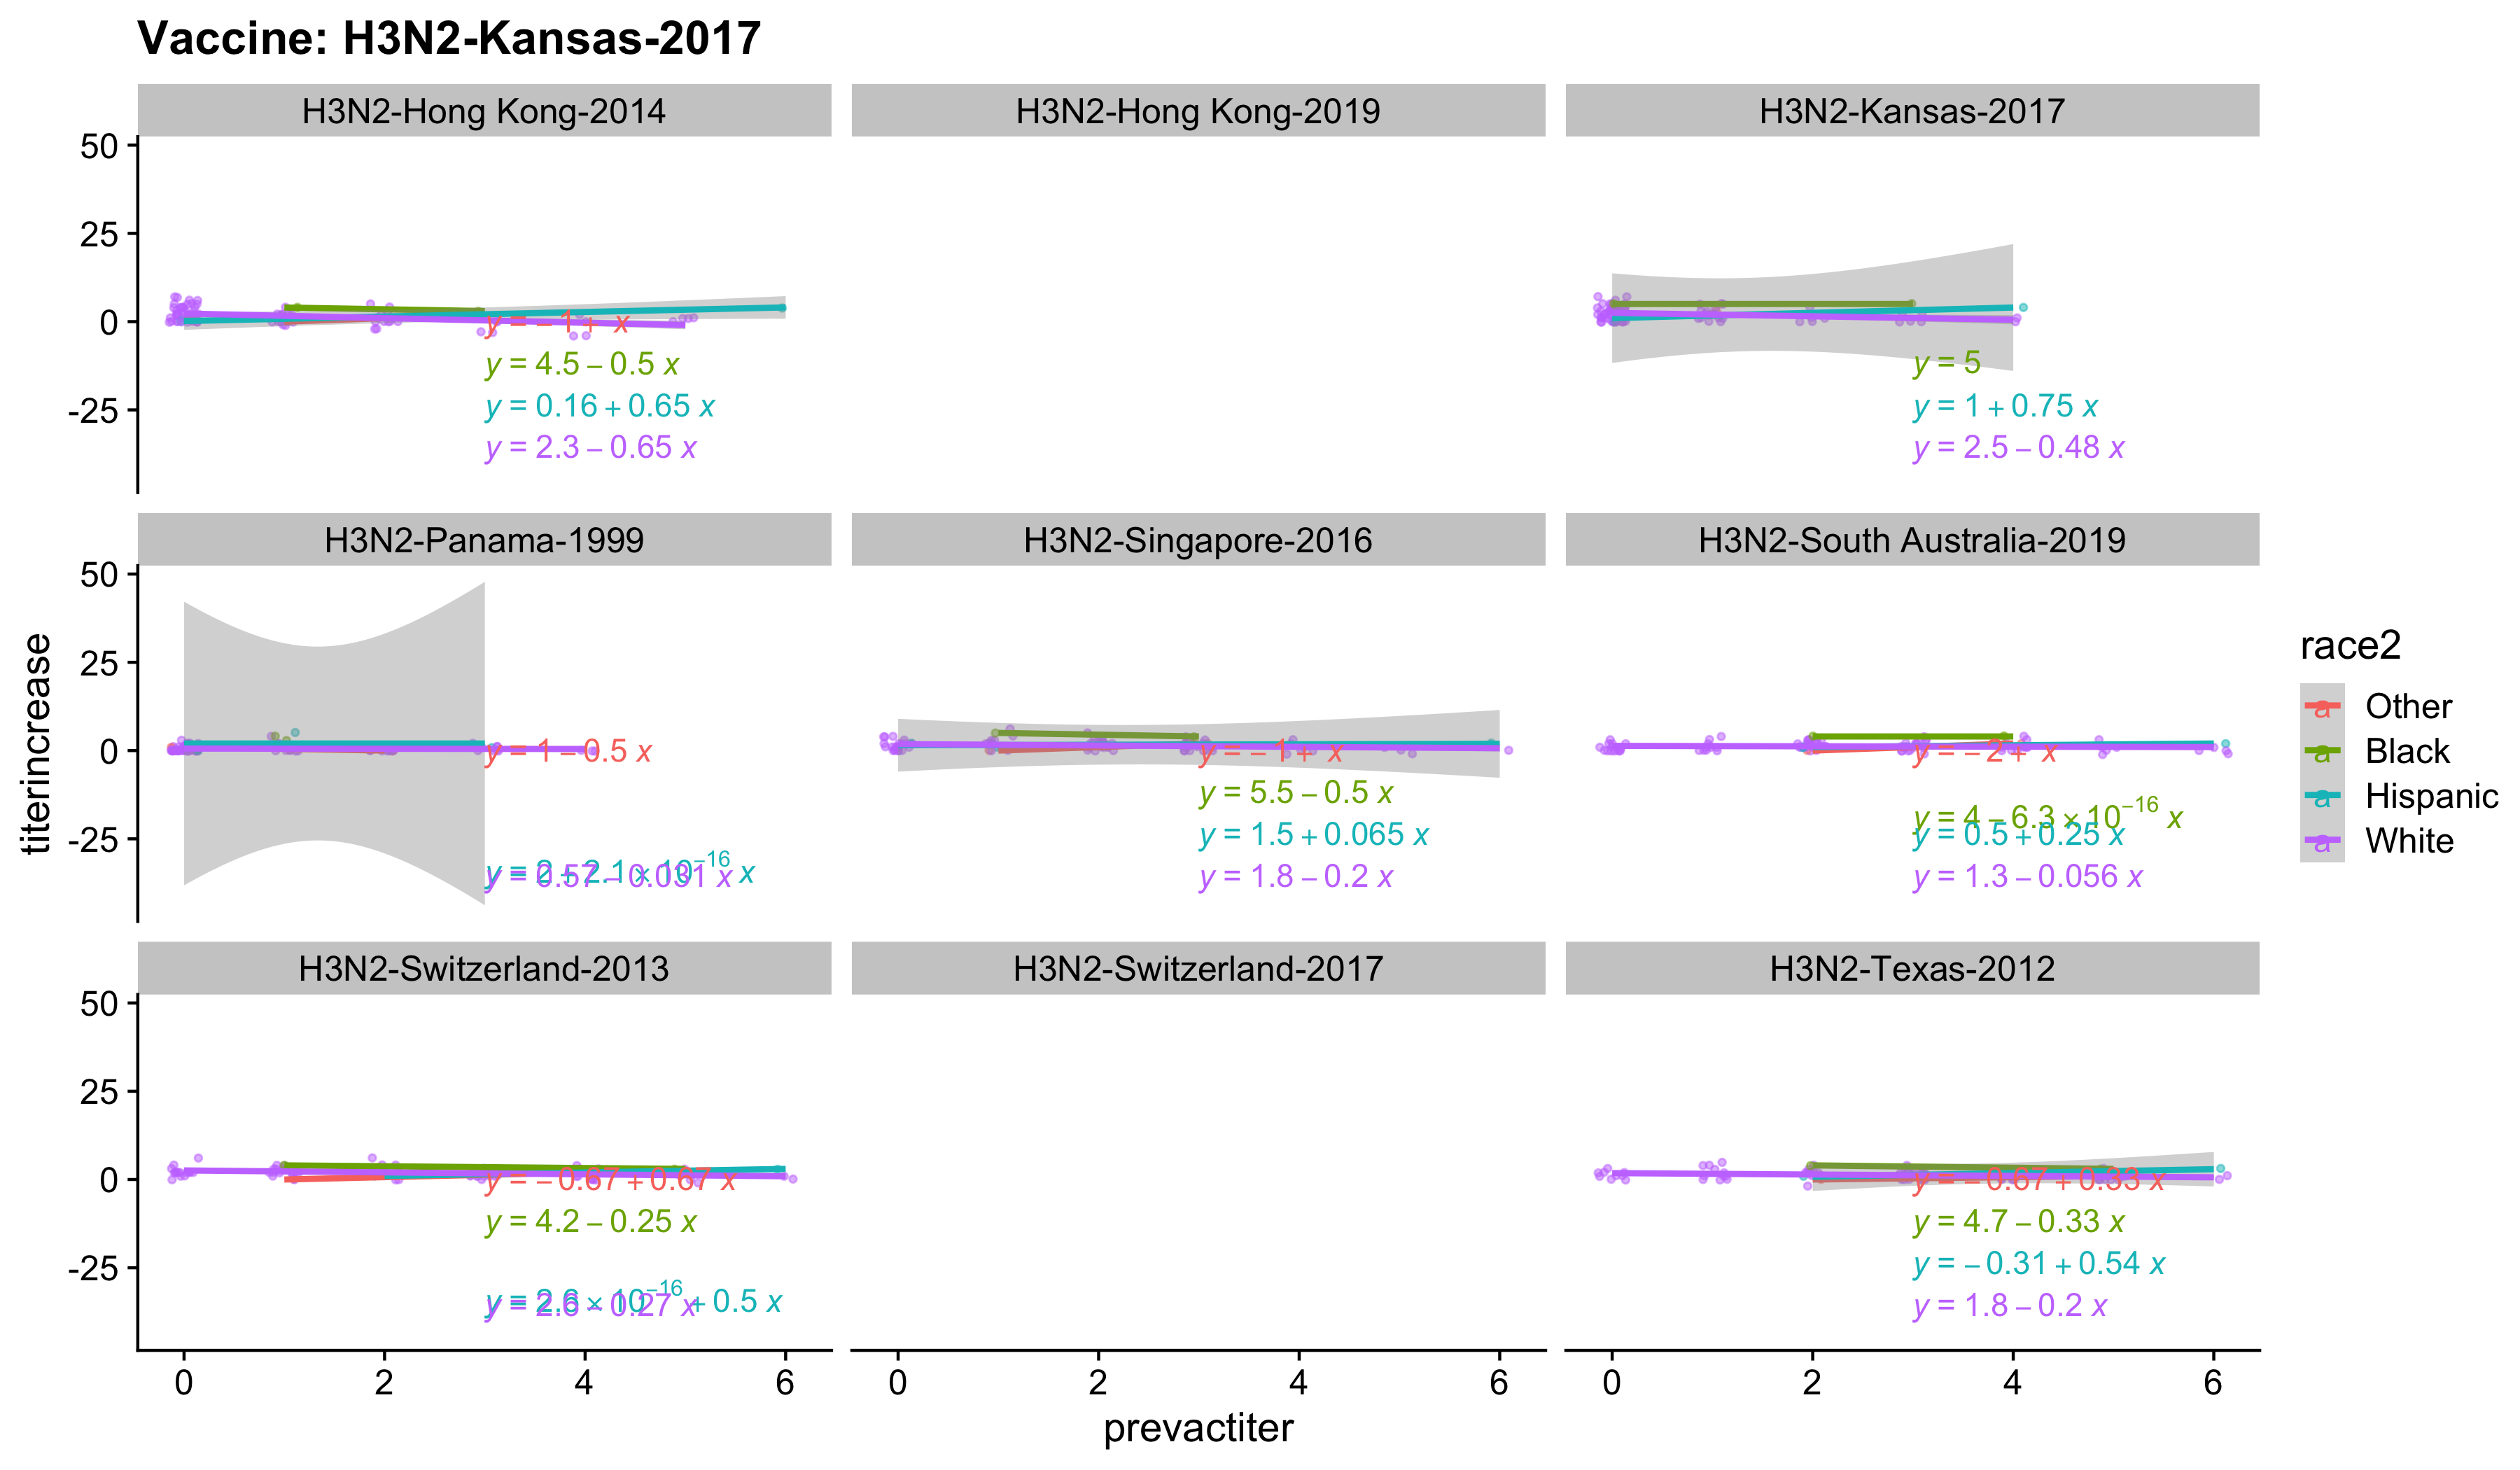 Vaccine: H3N2-Kansas-2017
H3N2-Hong Kong-2014
H3N2-Hong Kong-2019
H3N2-Kansas-2017
50
25
0
-25
y = − 1 + x
y = 4.5 − 0.5 x
y = 0.16 + 0.65 x
y = 2.3 − 0.65 x
y = 5
y = 1 + 0.75 x
y = 2.5 − 0.48 x
H3N2-Panama-1999
H3N2-Singapore-2016
H3N2-South Australia-2019
titerincrease
50
25
0
-25
y = 1 − 0.5 x
y = 2 + 2.1 × 10⁻¹⁶ x
y = 0.57 − 0.031 x
y = − 1 + x
y = 5.5 − 0.5 x
y = 1.5 + 0.065 x
y = 1.8 − 0.2 x
y = − 2 + x
y = 4 − 6.3 × 10⁻¹⁶ x
y = 0.5 + 0.25 x
y = 1.3 − 0.056 x
race2
a Other
a Black
a Hispanic
a White
H3N2-Switzerland-2013
H3N2-Switzerland-2017
H3N2-Texas-2012
50
25
0
-25
y = − 0.67 + 0.67 x
y = 4.2 − 0.25 x
y = × 10⁻¹⁶ + 0.5 x
y = − 0.27 x
y = − 0.67 + 0.33 x
y = 4.7 − 0.33 x
y = − 0.31 + 0.54 x
y = 1.8 − 0.2 x
0 2 4 6
0 2 4 6
0 2 4 6
prevactiter